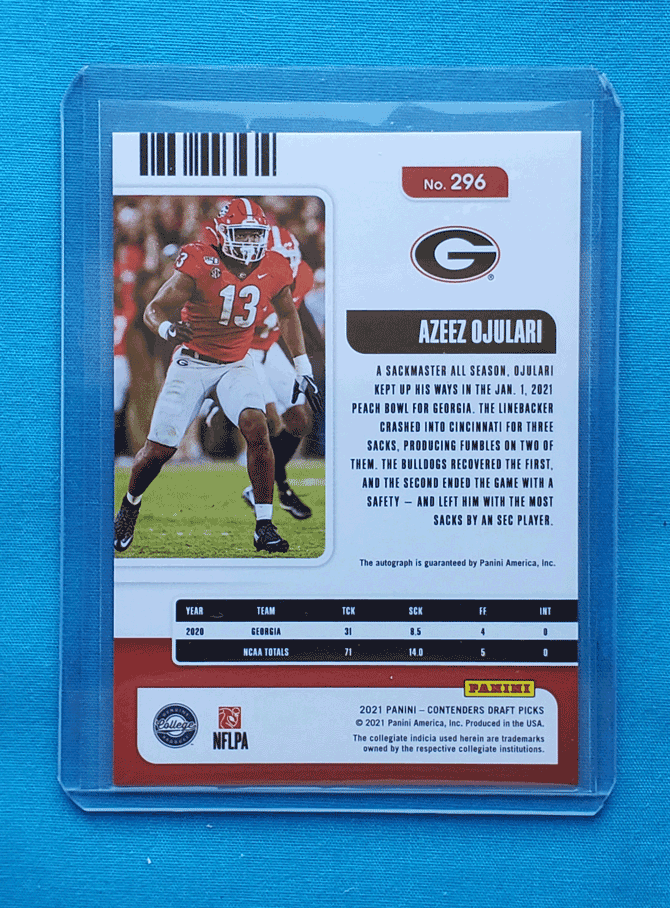 No. 296
G
®
13
13
G
AZEEZ OJULARI
A SACKMASTER ALL SEASON, OJULARI
KEPT UP HIS WAYS IN THE JAN. 1, 2021
PEACH BOWL FOR GEORGIA. THE LINEBACKER
CRASHED INTO CINCINNATI FOR THREE
SACKS, PRODUCING FUMBLES ON TWO OF
THEM. THE BULLDOGS RECOVERED THE FIRST,
AND THE SECOND ENDED THE GAME WITH A
SAFETY – AND LEFT HIM WITH THE MOST
SACKS BY AN SEC PLAYER.
The autograph is guaranteed by Panini America, Inc.
YEAR TEAM TCK SCK FF INT
2020 GEORGIA 31 8.5 4 0
NCAA TOTALS 71 14.0 5 0
PANINI
2021 PANINI – CONTENDERS DRAFT PICKS
© 2021 Panini America, Inc. Produced in the USA.
The collegiate indicia used herein are trademarks
owned by the respective collegiate institutions.
College
NFLPA